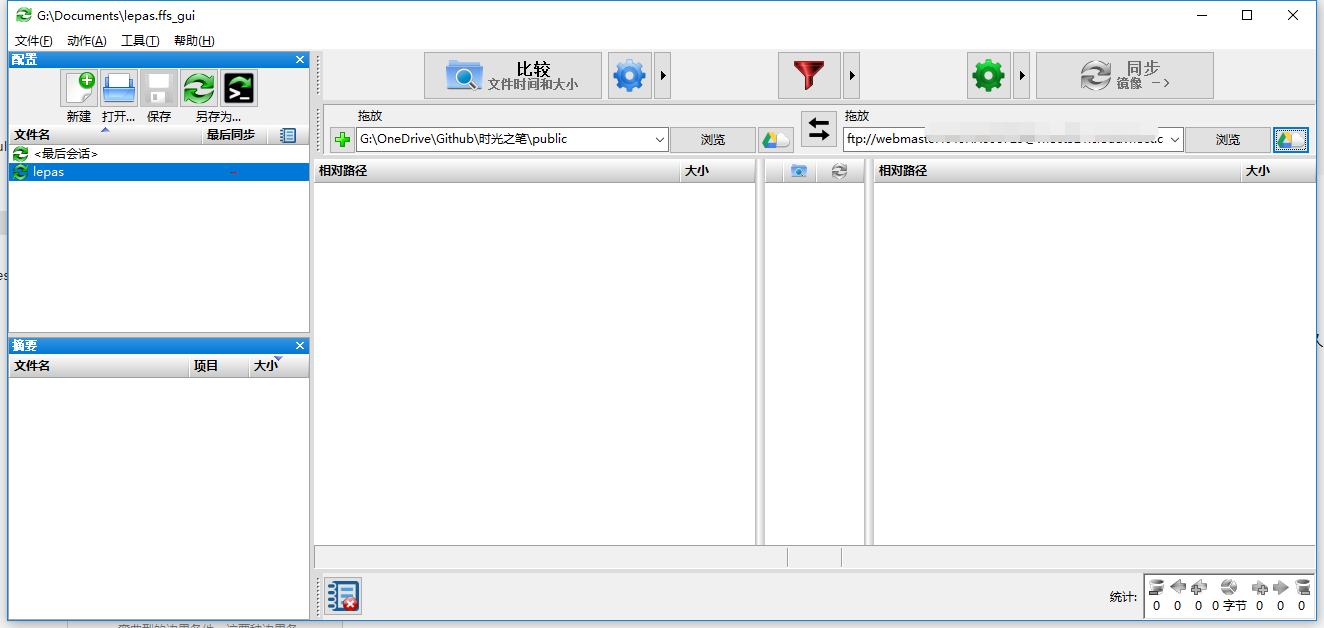 G:\Documents\lepas.ffs_gui
文件(F) 动作(A) 工具(T) 帮助(H)
配置
新建 打开... 保存 另存为...
文件名 最后同步
<最后会话>
lepas
摘要
文件名 项目 大小
比较
文件时间和大小
同步
镜像 -->
拖放
G:\OneDrive\Github\时光之笔\public
浏览
拖放
ftp://webmaster
浏览
相对路径 大小
相对路径 大小
统计:
0 0 0 0 字节 0 0 0